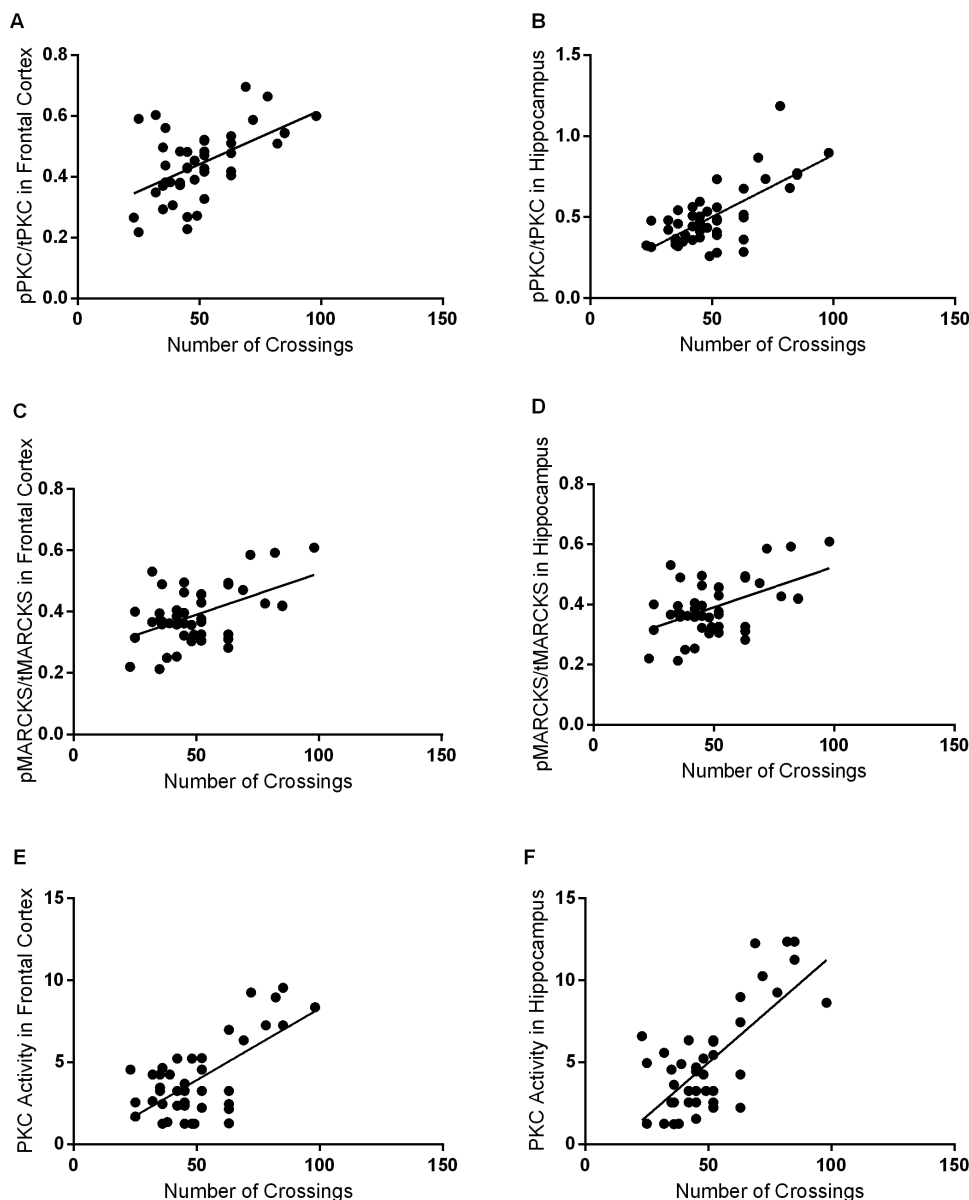 A
pPKC/tPKC in Frontal Cortex
0.8
0.6
0.4
0.2
0.0
0
50
100
150
Number of Crossings
B
pPKC/tPKC in Hippocampus
1.5
1.0
0.5
0.0
0
50
100
150
Number of Crossings
C
pMARCKS/tMARCKS in Frontal Cortex
0.8
0.6
0.4
0.2
0.0
0
50
100
150
Number of Crossings
D
pMARCKS/tMARCKS in Hippocampus
0.8
0.6
0.4
0.2
0.0
0
50
100
150
Number of Crossings
E
PKC Activity in Frontal Cortex
15
10
5
0
0
50
100
150
Number of Crossings
F
PKC Activity in Hippocampus
15
10
5
0
0
50
100
150
Number of Crossings